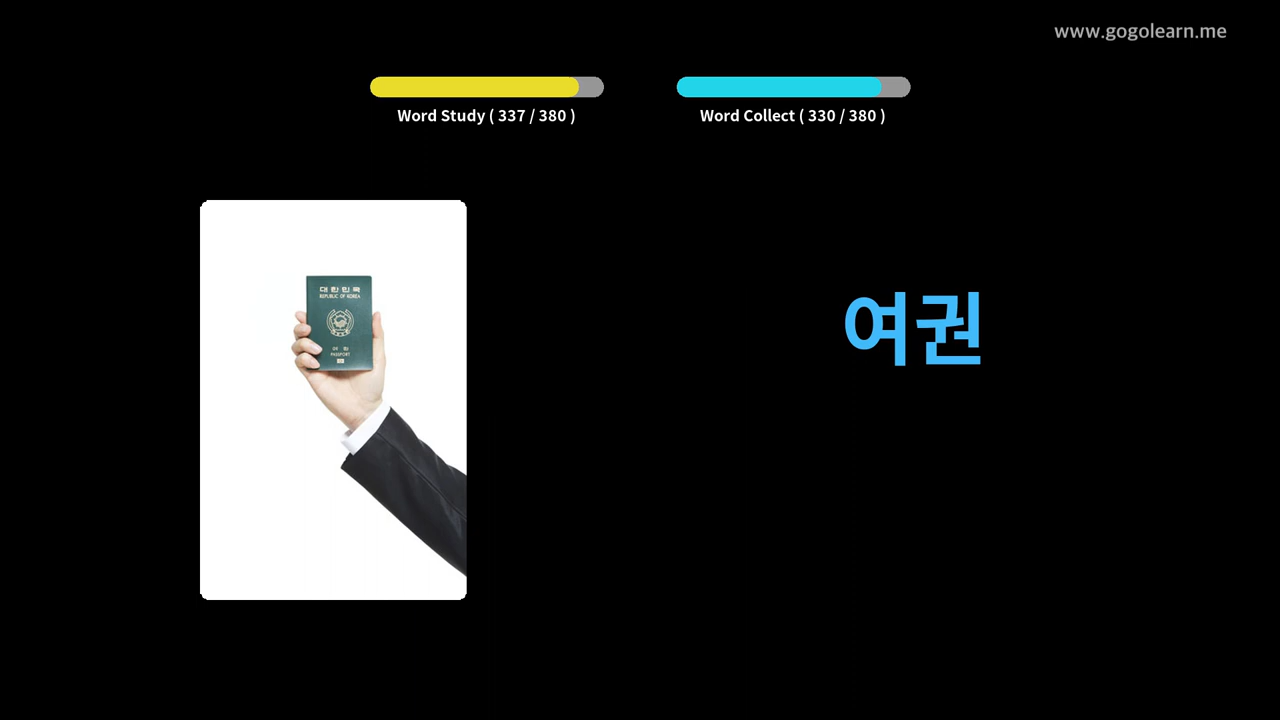 www.gogolearn.me
Word Study ( 337 / 380 )
Word Collect ( 330 / 380 )
대한민국
REPUBLIC OF KOREA
여권
PASSPORT
여권